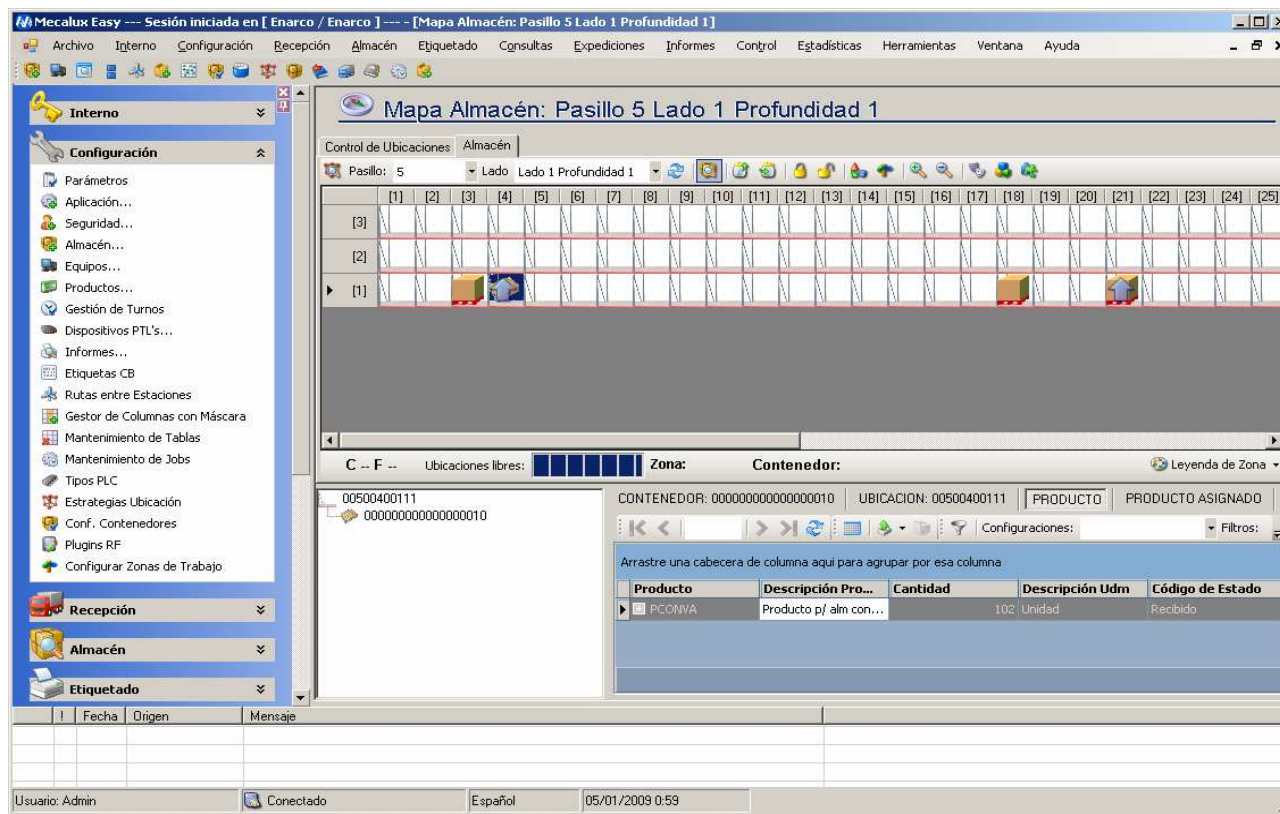 Mecalux Easy --- Sesión iniciada en [ Enarco / Enarco ] ---- - [Mapa Almacén: Pasillo 5 Lado 1 Profundidad 1]
Archivo Interno Configuración Recepción Almacén Etiquetado Consultas Expediciones Informes Control Estadísticas Herramientas Ventana Ayuda
Interno
Configuración
Parámetros
Aplicación...
Seguridad...
Almacén...
Equipos...
Productos...
Gestión de Turnos
Dispositivos PTL's...
Informes...
Etiquetas CB
Rutas entre Estaciones
Gestor de Columnas con Máscara
Mantenimiento de Tablas
Mantenimiento de Jobs
Tipos PLC
Estrategias Ubicación
Conf. Contenedores
Plugins RF
Configurar Zonas de Trabajo
Recepción
Almacén
Etiquetado
Mapa Almacén: Pasillo 5 Lado 1 Profundidad 1
Control de Ubicaciones Almacén
Pasillo: 5 Lado Lado 1 Profundidad 1
[1] [2] [3] [4] [5] [6] [7] [8] [9] [10] [11] [12] [13] [14] [15] [16] [17] [18] [19] [20] [21] [22] [23] [24] [25]
[3]
[2]
[1]
C -- F -- Ubicaciones libres: Zona: Contenedor: Leyenda de Zona
00500400111
000000000000000010
CONTENEDOR: 000000000000000010 UBICACION: 00500400111 PRODUCTO PRODUCTO ASIGNADO
Configuraciones: Filtros:
Arrastre una cabecera de columna aquí para agrupar por esa columna
Producto Descripción Pro... Cantidad Descripción Udm Código de Estado
PCONVA Producto p/ alm con... 102 Unidad Recibido
! Fecha Origen Mensaje
Usuario: Admin Conectado Español 05/01/2009 0:59